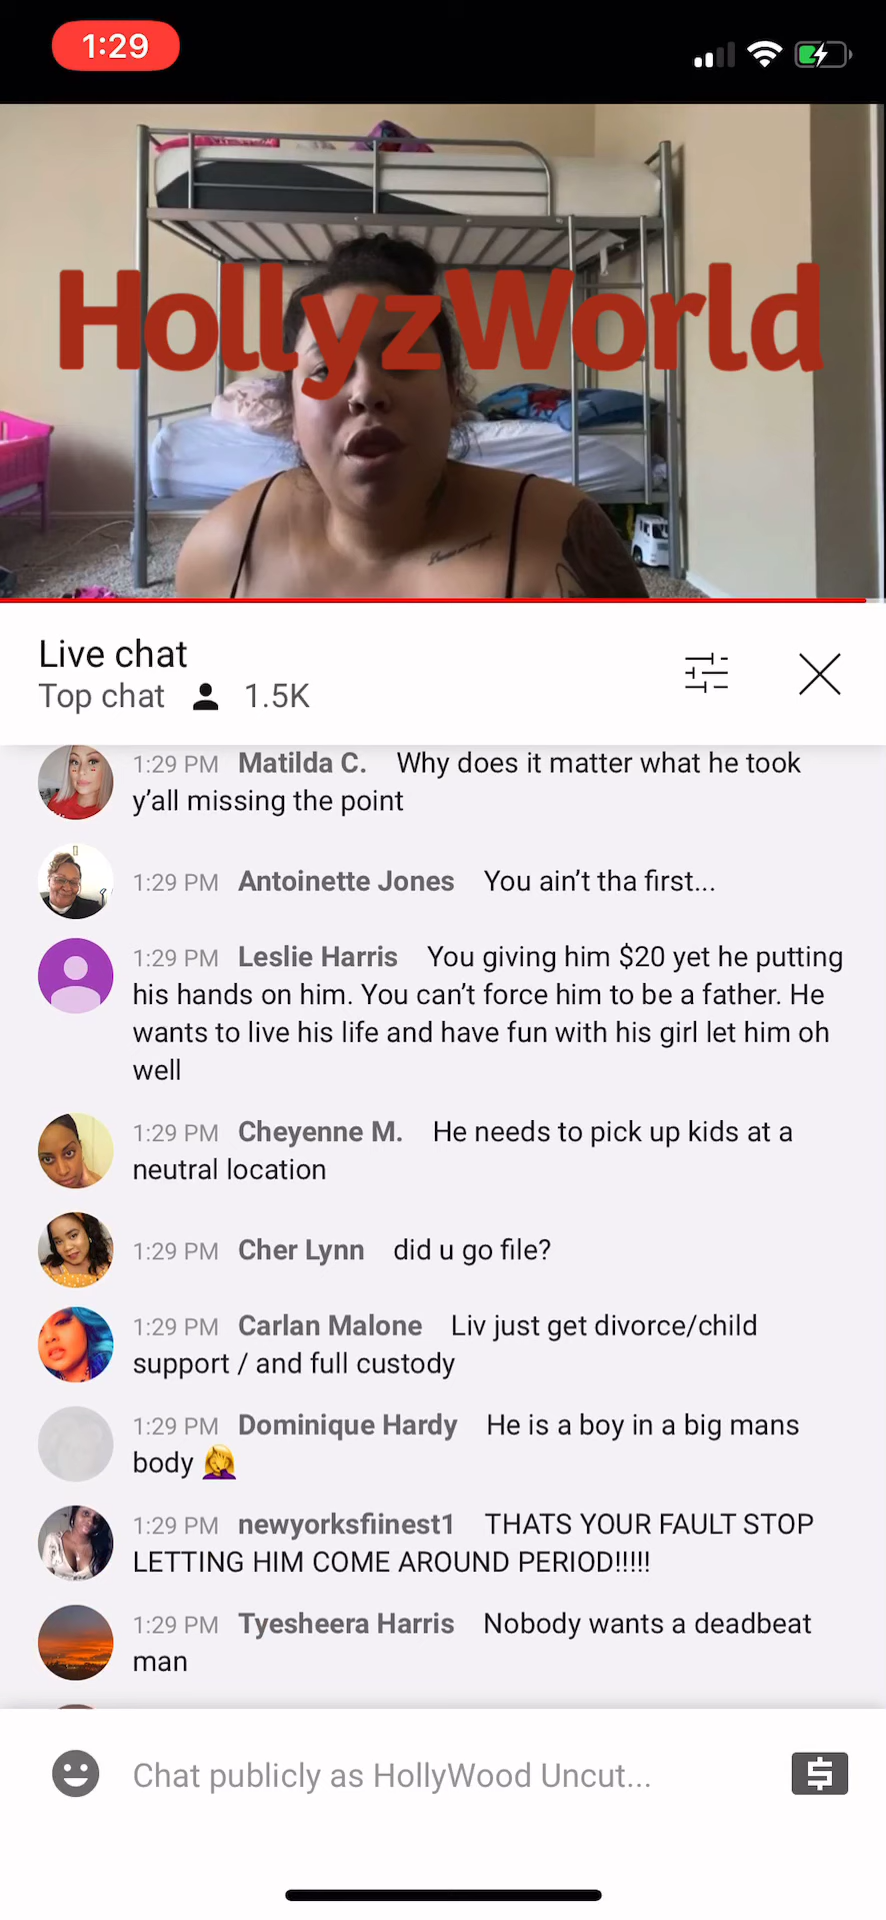 1:29
HollyzWorld
Live chat
Top chat 1.5K
1:29 PM Matilda C. Why does it matter what he took
y'all missing the point
1:29 PM Antoinette Jones You ain't tha first...
1:29 PM Leslie Harris You giving him $20 yet he putting
his hands on him. You can't force him to be a father. He
wants to live his life and have fun with his girl let him oh
well
1:29 PM Cheyenne M. He needs to pick up kids at a
neutral location
1:29 PM Cher Lynn did u go file?
1:29 PM Carlan Malone Liv just get divorce/child
support / and full custody
1:29 PM Dominique Hardy He is a boy in a big mans
body 🤦‍♀️
1:29 PM newyorksfiinest1 THATS YOUR FAULT STOP
LETTING HIM COME AROUND PERIOD!!!!!
1:29 PM Tyesheera Harris Nobody wants a deadbeat
man
Chat publicly as HollyWood Uncut...
$